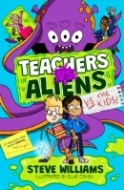 TEACHERS
VS
ALIENS
VS THE
KIDS!
STEVE WILLIAMS